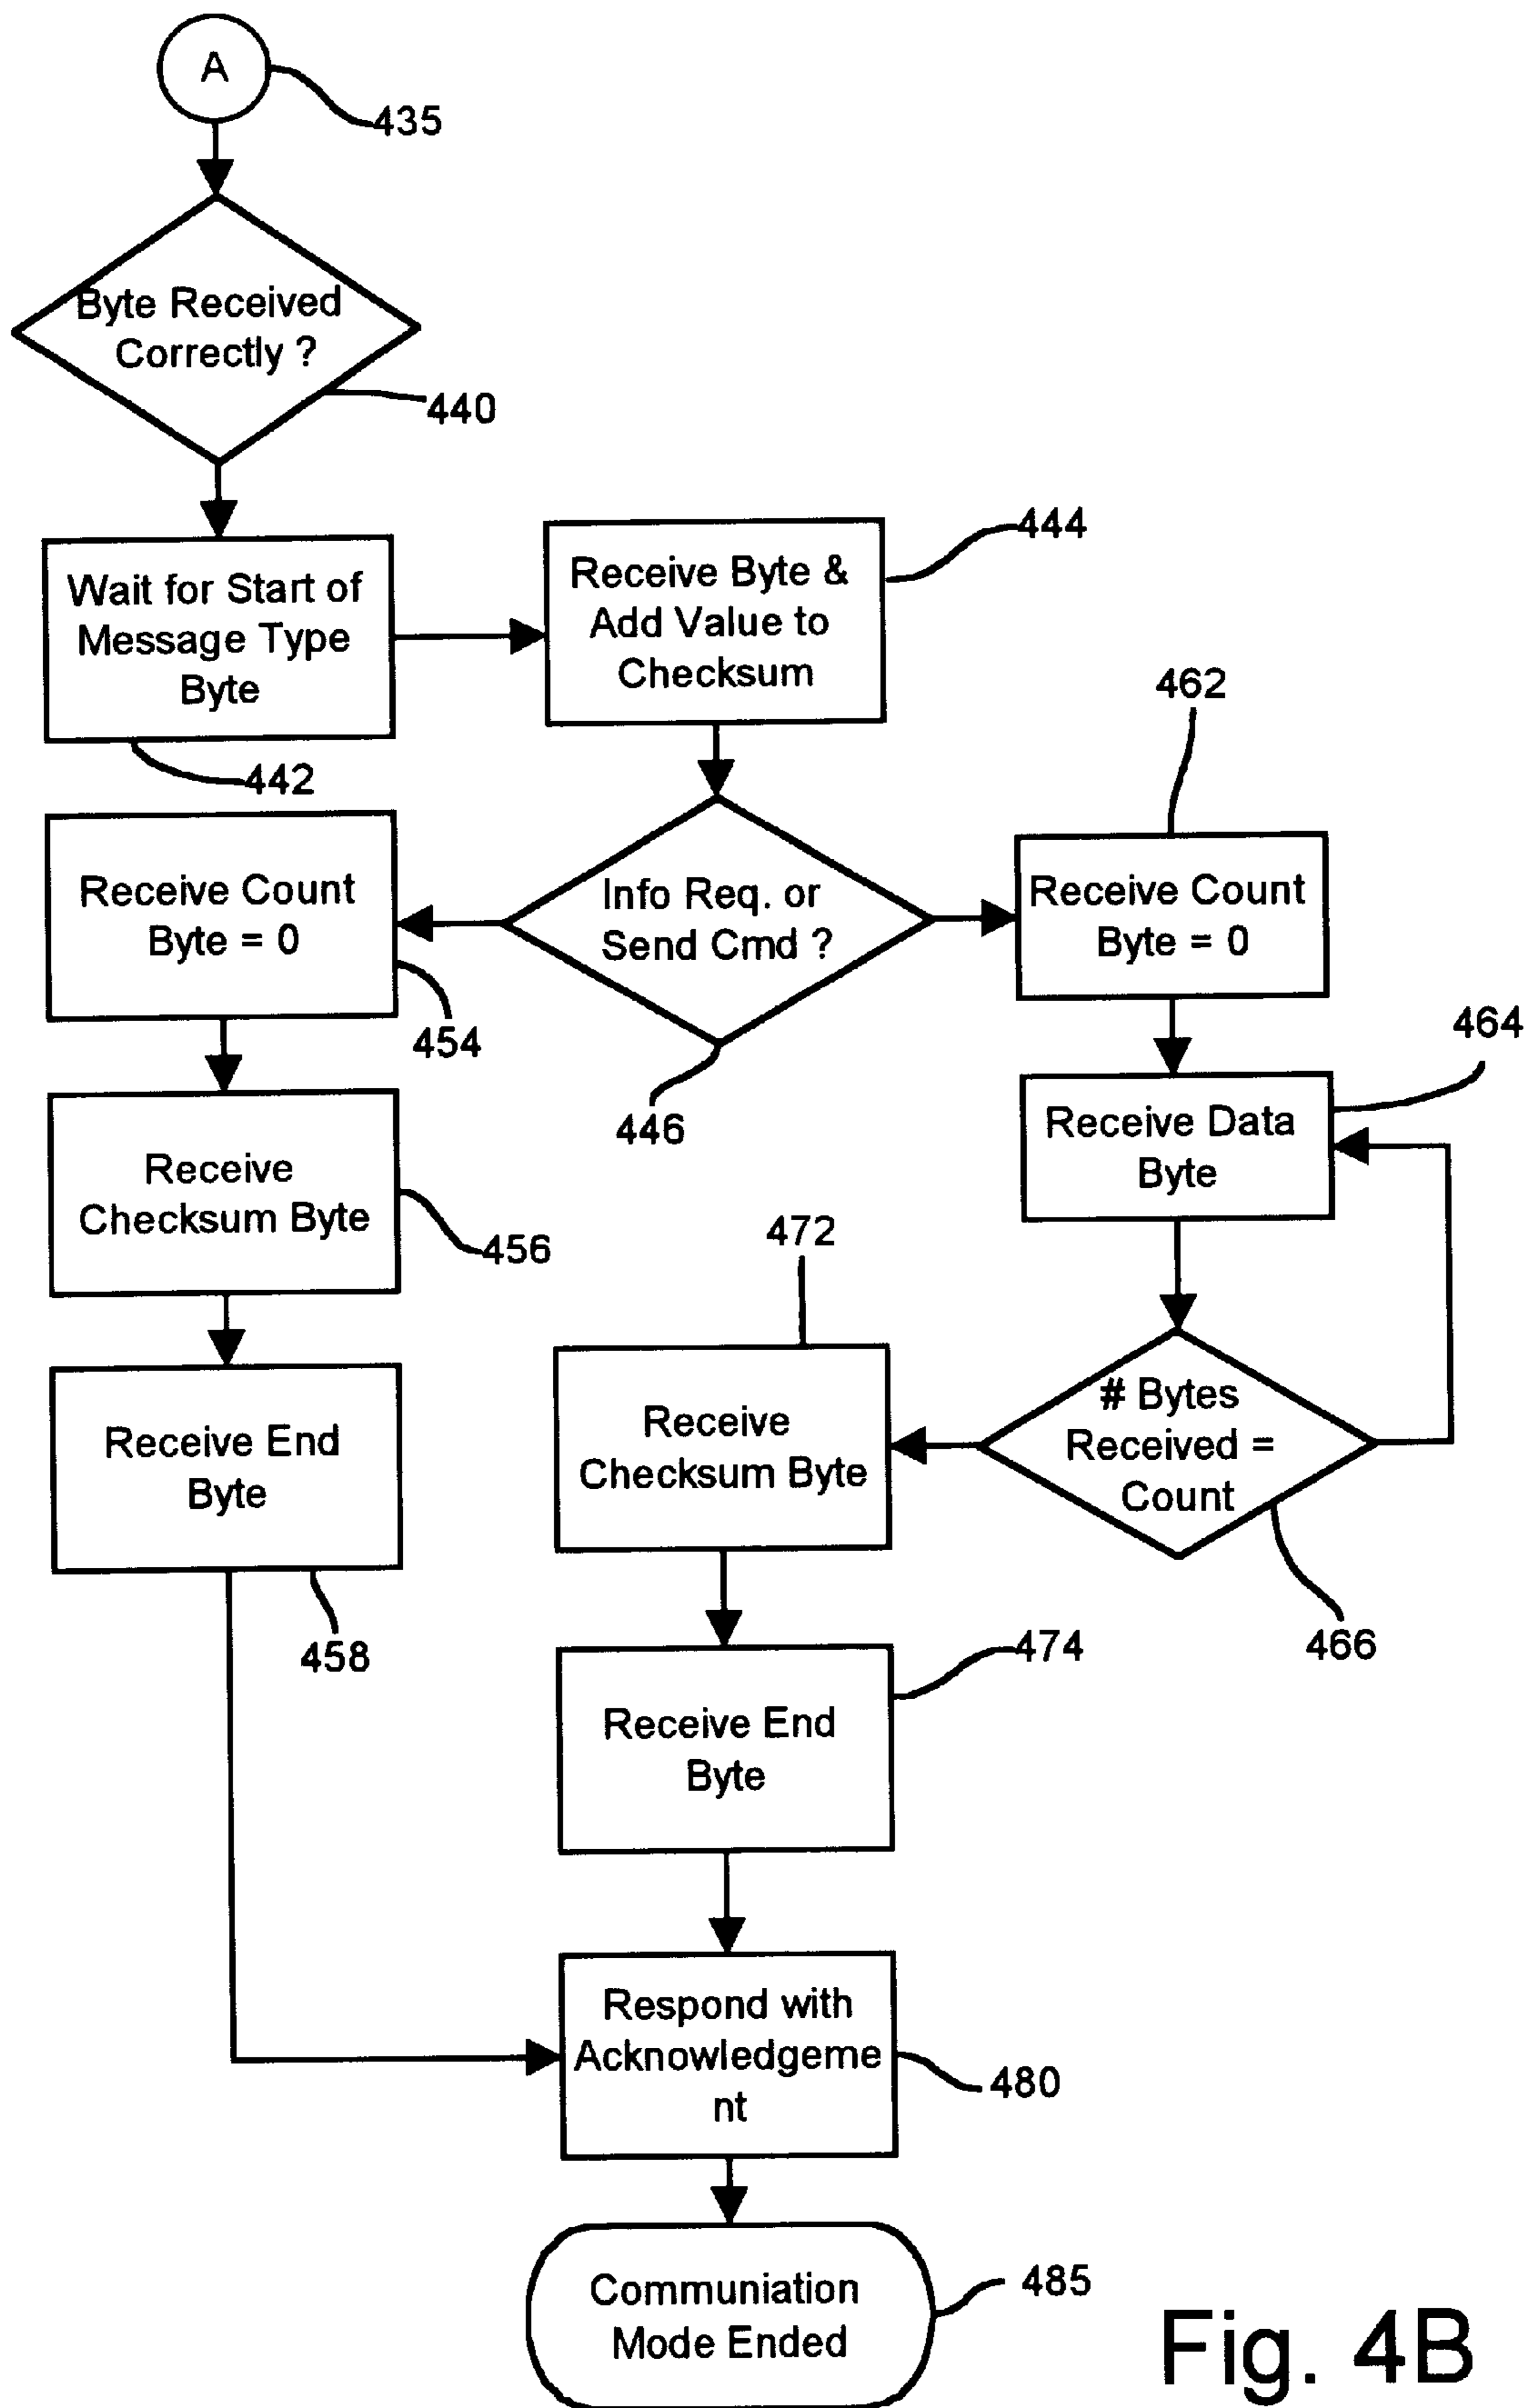 A
435
Byte Received
Correctly ?
440
Wait for Start of
Message Type
Byte
442
Receive Byte &
Add Value to
Checksum
444
Info Req. or
Send Cmd ?
446
Receive Count
Byte = 0
454
Receive
Checksum Byte
456
Receive End
Byte
458
462
Receive Count
Byte = 0
464
Receive Data
Byte
# Bytes
Received =
Count
466
472
Receive
Checksum Byte
474
Receive End
Byte
Respond with
Acknowledgeme
nt
480
Communiation
Mode Ended
485
Fig. 4B